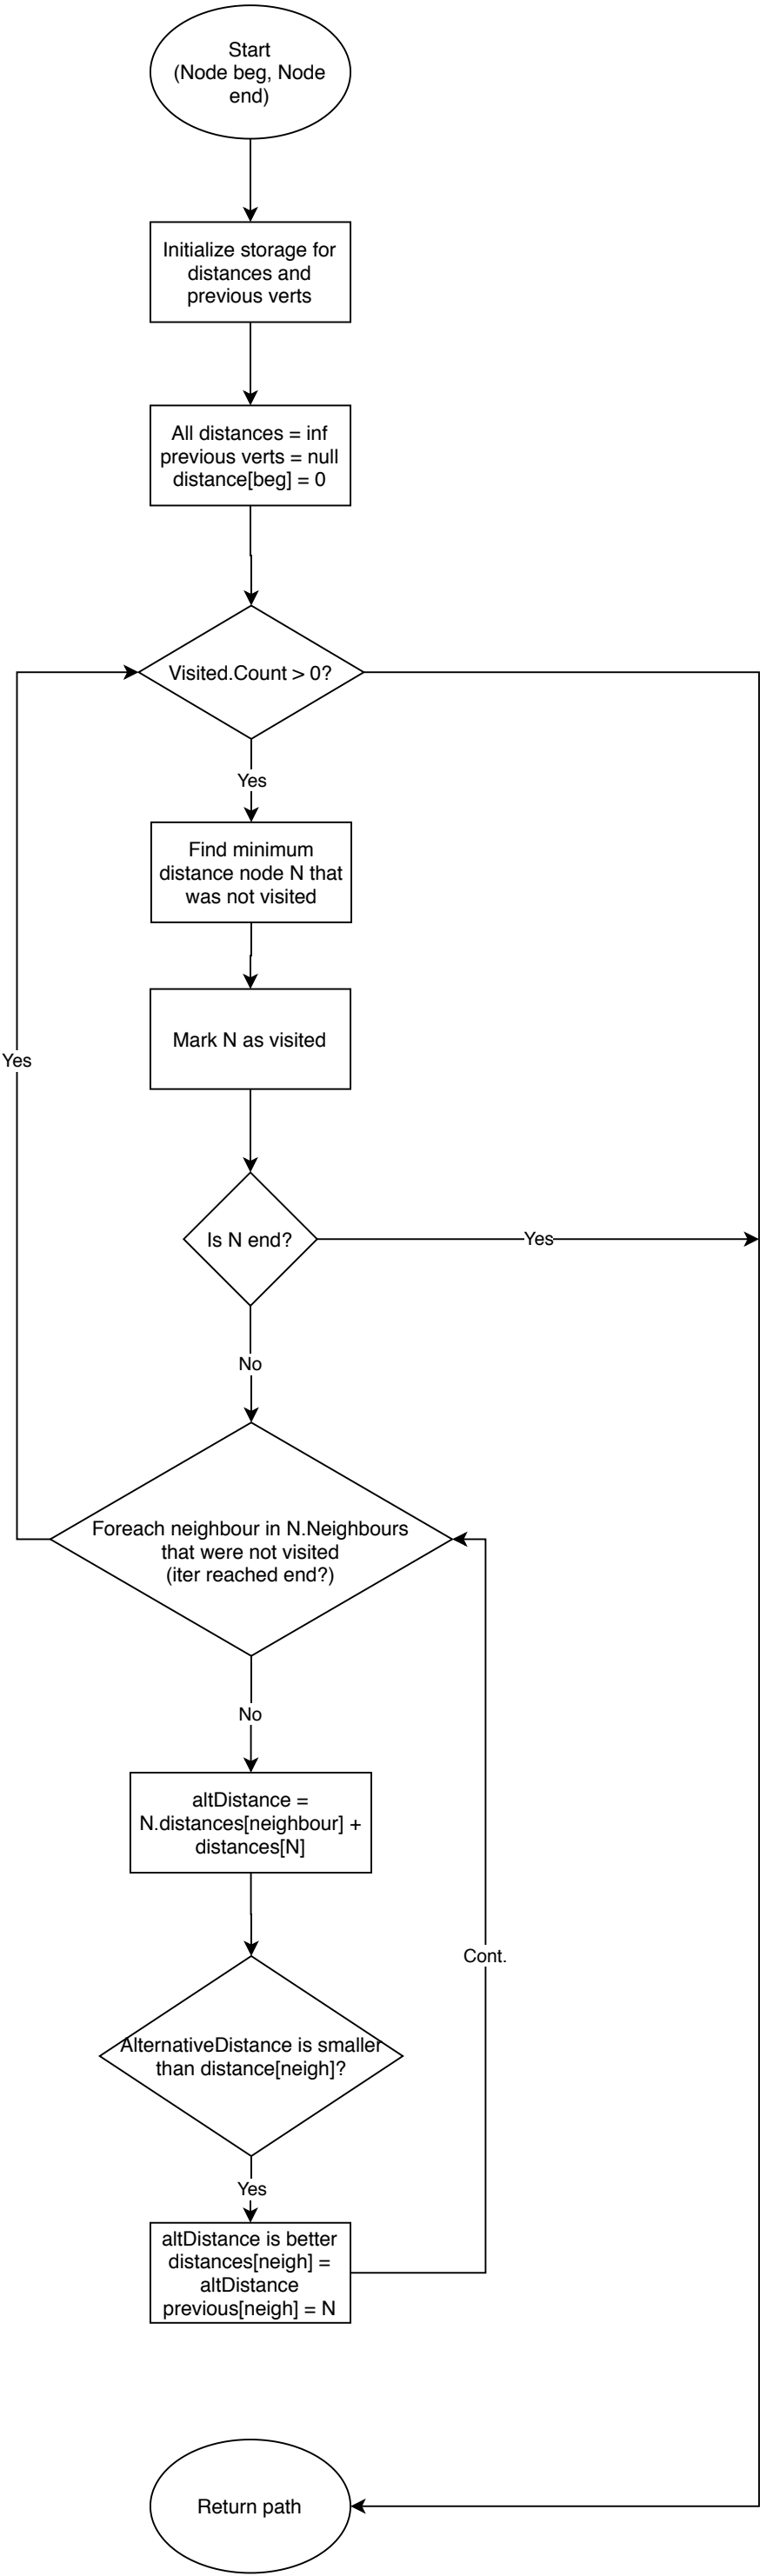 Start
(Node beg, Node
end)
Initialize storage for
distances and
previous verts
All distances = inf
previous verts = null
distance[beg] = 0
Visited.Count > 0?
Yes
Find minimum
distance node N that
was not visited
Mark N as visited
Yes
Is N end?
Yes
No
Foreach neighbour in N.Neighbours
that were not visited
(iter reached end?)
No
altDistance =
N.distances[neighbour] +
distances[N]
Cont.
AlternativeDistance is smaller
than distance[neigh]?
Yes
altDistance is better
distances[neigh] =
altDistance
previous[neigh] = N
Return path